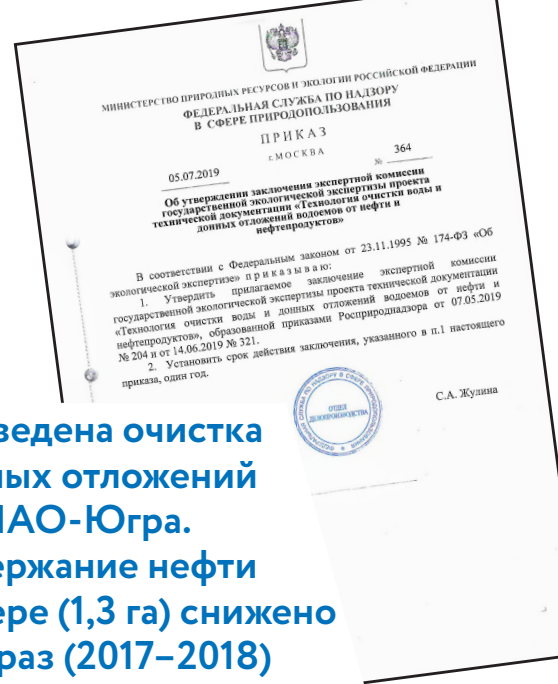 МИНИСТЕРСТВО ПРИРОДНЫХ РЕСУРСОВ И ЭКОЛОГИИ РОССИЙСКОЙ ФЕДЕРАЦИИ
ФЕДЕРАЛЬНАЯ СЛУЖБА ПО НАДЗОРУ
В СФЕРЕ ПРИРОДОПОЛЬЗОВАНИЯ
ПРИКАЗ
г.МОСКВА
05.07.2019 № 364
Об утверждении заключения экспертной комиссии
государственной экологической экспертизы проекта
технической документации «Технология очистки воды и
донных отложений водоемов от нефти и
нефтепродуктов»
В соответствии с Федеральным законом от 23.11.1995 № 174-ФЗ «Об
экологической экспертизе» п р и к а з ы в а ю:
1. Утвердить прилагаемое заключение экспертной комиссии
государственной экологической экспертизы проекта технической документации
«Технология очистки воды и донных отложений водоемов от нефти и
нефтепродуктов», образованной приказами Росприроднадзора от 07.05.2019
№ 204 и от 14.06.2019 № 321.
2. Установить срок действия заключения, указанного в п.1 настоящего
приказа, один год.
С.А. Жулина
ОТДЕЛ
ДЕЛОПРОИЗВОДСТВА
ведена очистка
ных отложений
МАО-Югра.
ержание нефти
ере (1,3 га) снижено
раз (2017–2018)